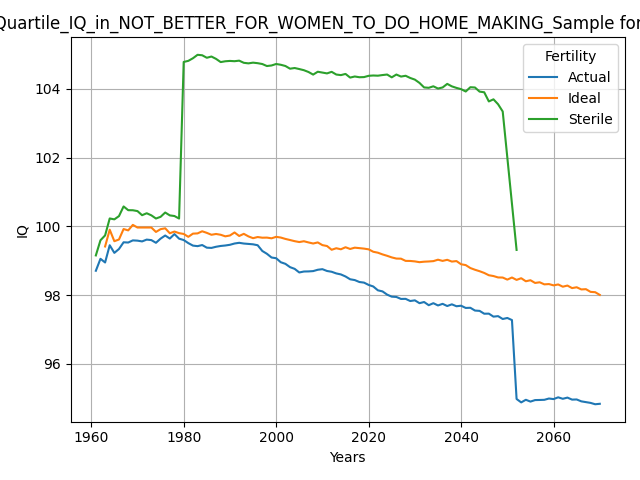 Quartile_IQ_in_NOT_BETTER_FOR_WOMEN_TO_DO_HOME_MAKING_Sample for
Fertility
Actual
Ideal
Sterile
IQ
104
102
100
98
96
1960 1980 2000 2020 2040 2060
Years